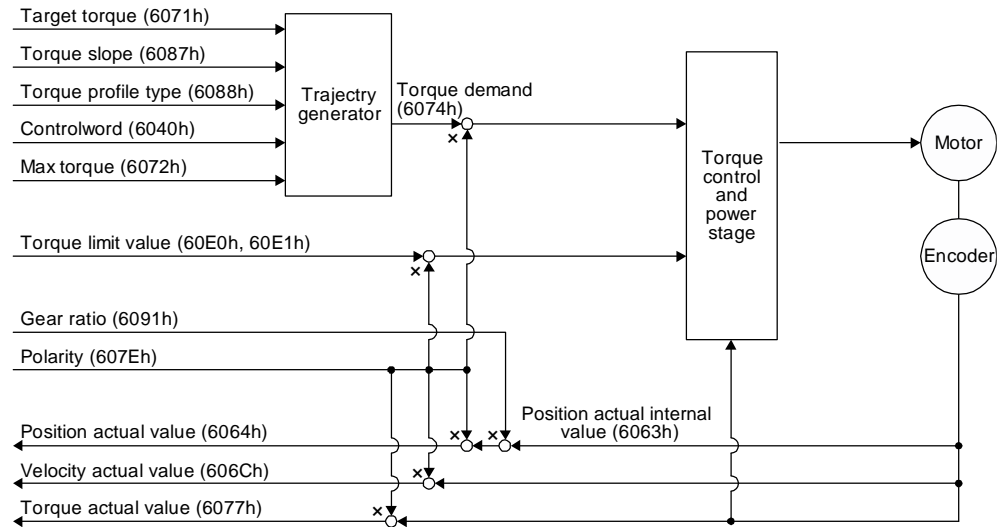 Target torque (6071h)
Torque slope (6087h)
Torque profile type (6088h)
Controlword (6040h)
Max torque (6072h)
Trajectry
generator
Torque demand
(6074h)
×
Torque
control
and
power
stage
Motor
Encoder
Torque limit value (60E0h, 60E1h)
×
Gear ratio (6091h)
Polarity (607Eh)
Position actual internal
value (6063h)
Position actual value (6064h)
×
×
Velocity actual value (606Ch)
×
Torque actual value (6077h)
×